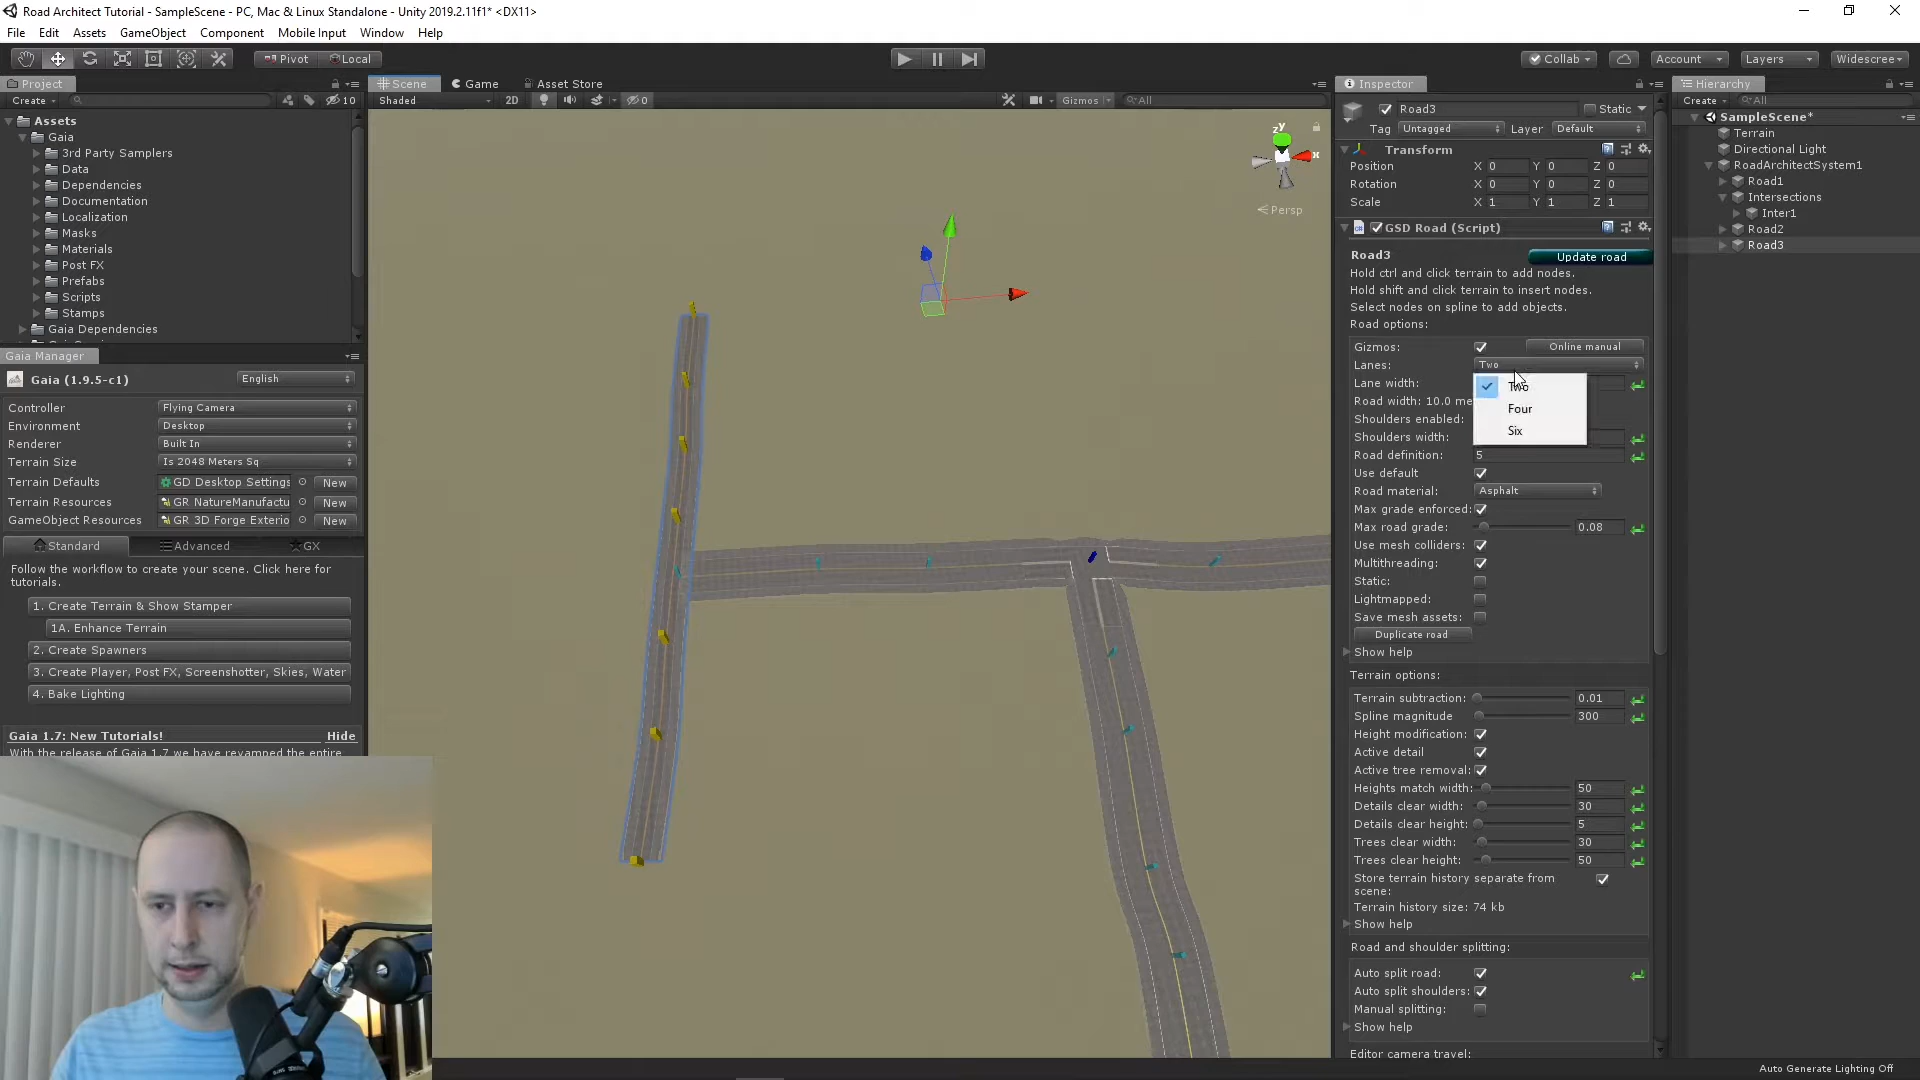 Road Architect Tutorial - SampleScene - PC, Mac & Linux Standalone - Unity 2019.2.11f1* <DX11>
File Edit Assets GameObject Component Mobile Input Window Help
Pivot Local Collab Account Layers Widescree
Project
Create 10
Assets
Gaia
3rd Party Samplers
Data
Dependencies
Documentation
Localization
Masks
Materials
Post FX
Prefabs
Scripts
Stamps
Gaia Dependencies
Gaia Manager
Gaia (1.9.5-c1) English
Controller Flying Camera
Environment Desktop
Renderer Built In
Terrain Size Is 2048 Meters Sq
Terrain Defaults GD Desktop Settings New
Terrain Resources GR NatureManufactu New
GameObject Resources GR 3D Forge Exterio New
Standard Advanced GX
Follow the workflow to create your scene. Click here for
tutorials.
1. Create Terrain & Show Stamper
1A. Enhance Terrain
2. Create Spawners
3. Create Player, Post FX, Screenshotter, Skies, Water
4. Bake Lighting
Gaia 1.7: New Tutorials! Hide
With the release of Gaia 1.7 we have revamped the entire
Scene Game Asset Store
Shaded 2D 0 Gizmos All
y
z
x
Persp
Inspector
Road3 Static
Tag Untagged Layer Default
Transform
Position X 0 Y 0 Z 0
Rotation X 0 Y 0 Z 0
Scale X 1 Y 1 Z 1
GSD Road (Script)
Road3 Update road
Hold ctrl and click terrain to add nodes.
Hold shift and click terrain to insert nodes.
Select nodes on spline to add objects.
Road options:
Gizmos: Online manual
Lanes: Two
Lane width:
Two
Road width: 10.0 me
Four
Shoulders enabled:
Six
Shoulders width:
Road definition: 5
Use default
Road material: Asphalt
Max grade enforced:
Max road grade: 0.08
Use mesh colliders:
Multithreading:
Static:
Lightmapped:
Save mesh assets:
Duplicate road
Show help
Terrain options:
Terrain subtraction: 0.01
Spline magnitude 300
Height modification:
Active detail
Active tree removal:
Heights match width: 50
Details clear width: 30
Details clear height: 5
Trees clear width: 30
Trees clear height: 50
Store terrain history separate from
scene:
Terrain history size: 74 kb
Show help
Road and shoulder splitting:
Auto split road:
Auto split shoulders:
Manual splitting:
Show help
Editor camera travel:
Hierarchy
Create All
SampleScene*
Terrain
Directional Light
RoadArchitectSystem1
Road1
Intersections
Inter1
Road2
Road3
Auto Generate Lighting Off